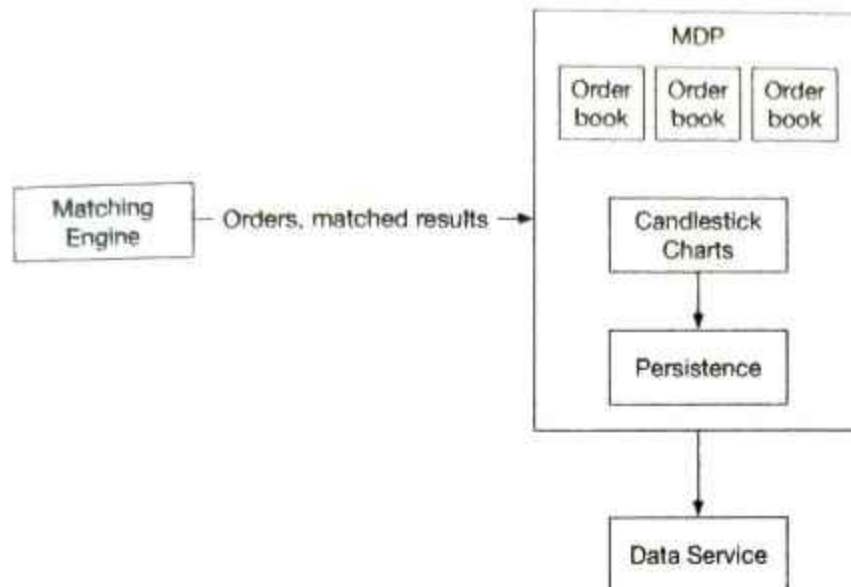 MDP
Order
book
Order
book
Order
book
Matching
Engine
Orders, matched results
Candlestick
Charts
Persistence
Data Service